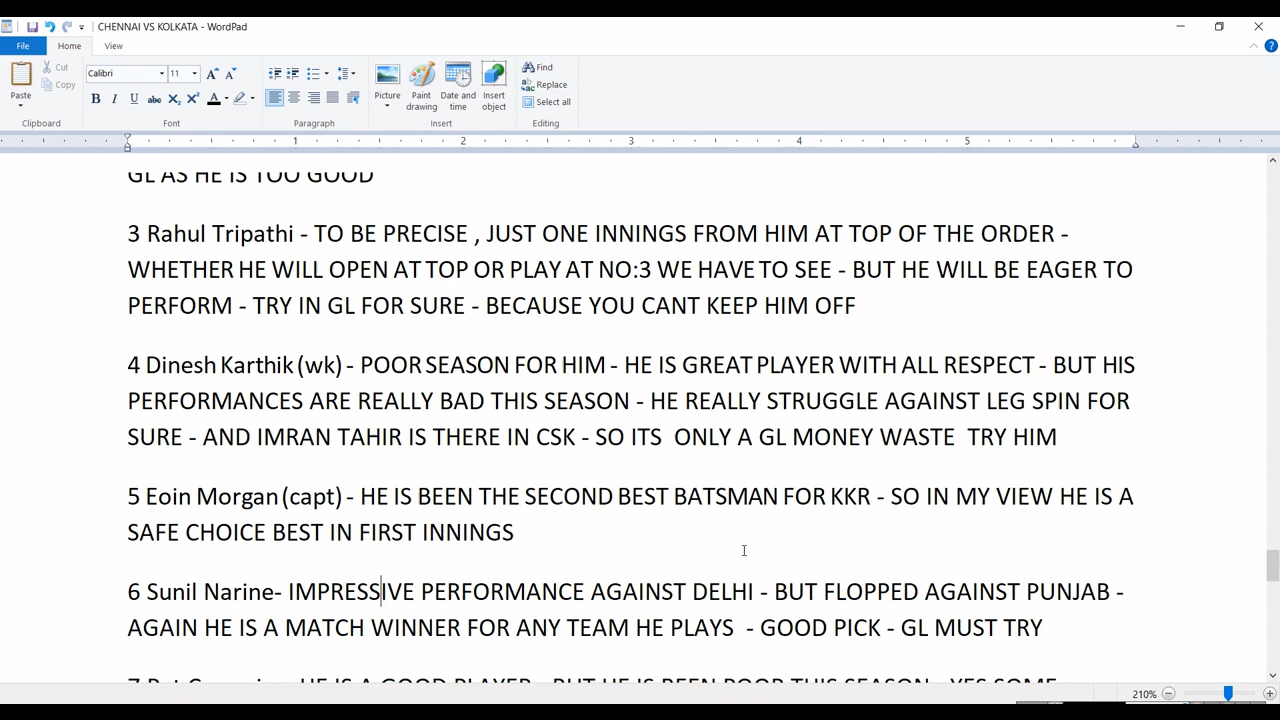 CHENNAI VS KOLKATA - WordPad
File Home View
Paste
Cut
Copy
Clipboard
Calibri 11
B I U abc X₂ X² A
Font
Paragraph
Picture
Paint drawing
Date and time
Insert object
Insert
Find
Replace
Select all
Editing
1 2 3 4 5
GL AS HE IS TOO GOOD
3 Rahul Tripathi - TO BE PRECISE , JUST ONE INNINGS FROM HIM AT TOP OF THE ORDER -
WHETHER HE WILL OPEN AT TOP OR PLAY AT NO:3 WE HAVE TO SEE - BUT HE WILL BE EAGER TO
PERFORM - TRY IN GL FOR SURE - BECAUSE YOU CANT KEEP HIM OFF
4 Dinesh Karthik (wk) - POOR SEASON FOR HIM - HE IS GREAT PLAYER WITH ALL RESPECT - BUT HIS
PERFORMANCES ARE REALLY BAD THIS SEASON - HE REALLY STRUGGLE AGAINST LEG SPIN FOR
SURE - AND IMRAN TAHIR IS THERE IN CSK - SO ITS  ONLY A GL MONEY WASTE  TRY HIM
5 Eoin Morgan (capt) - HE IS BEEN THE SECOND BEST BATSMAN FOR KKR - SO IN MY VIEW HE IS A
SAFE CHOICE BEST IN FIRST INNINGS
6 Sunil Narine- IMPRESSIVE PERFORMANCE AGAINST DELHI - BUT FLOPPED AGAINST PUNJAB -
AGAIN HE IS A MATCH WINNER FOR ANY TEAM HE PLAYS  - GOOD PICK - GL MUST TRY
7 Pat Cummins - HE IS A GOOD PLAYER - BUT HE IS BEEN POOR THIS SEASON - YES SOME
210%